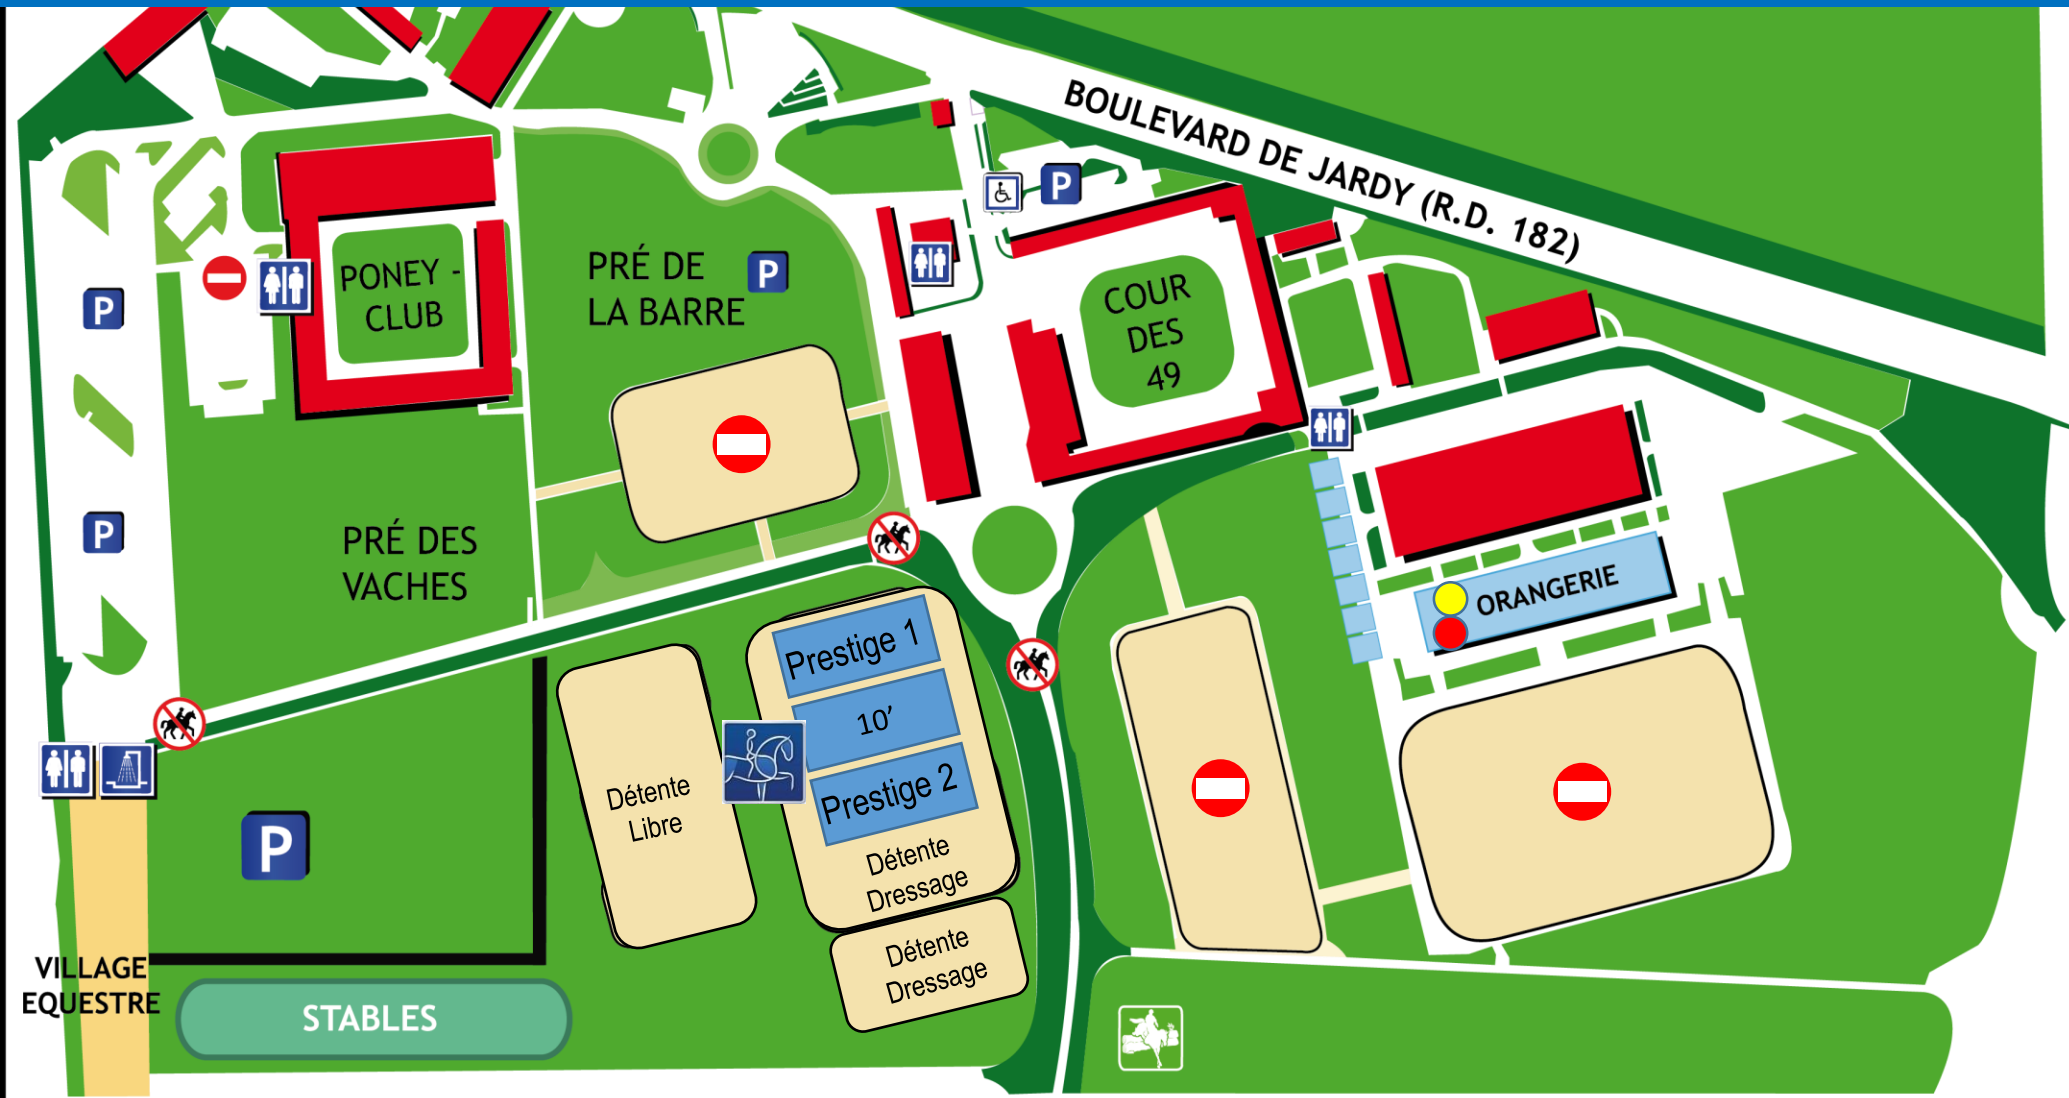 BOULEVARD DE JARDY (R.D. 182)
P
PONEY -
CLUB
PRÉ DE
LA BARRE
P
COUR
DES
49
P
P
PRÉ DES
VACHES
ORANGERIE
Prestige 1
10’
Prestige 2
Détente
Libre
Détente
Dressage
Détente
Dressage
P
VILLAGE
EQUESTRE
STABLES